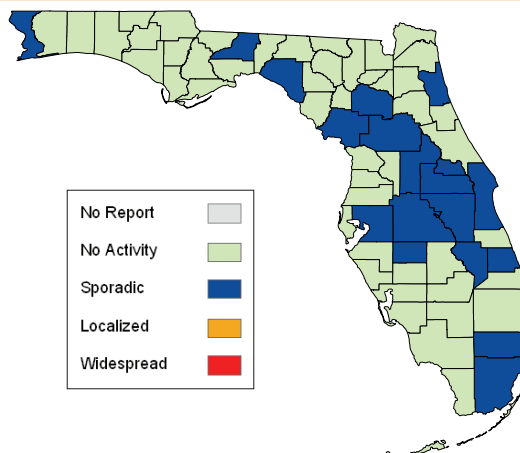 No Report
No Activity
Sporadic
Localized
Widespread